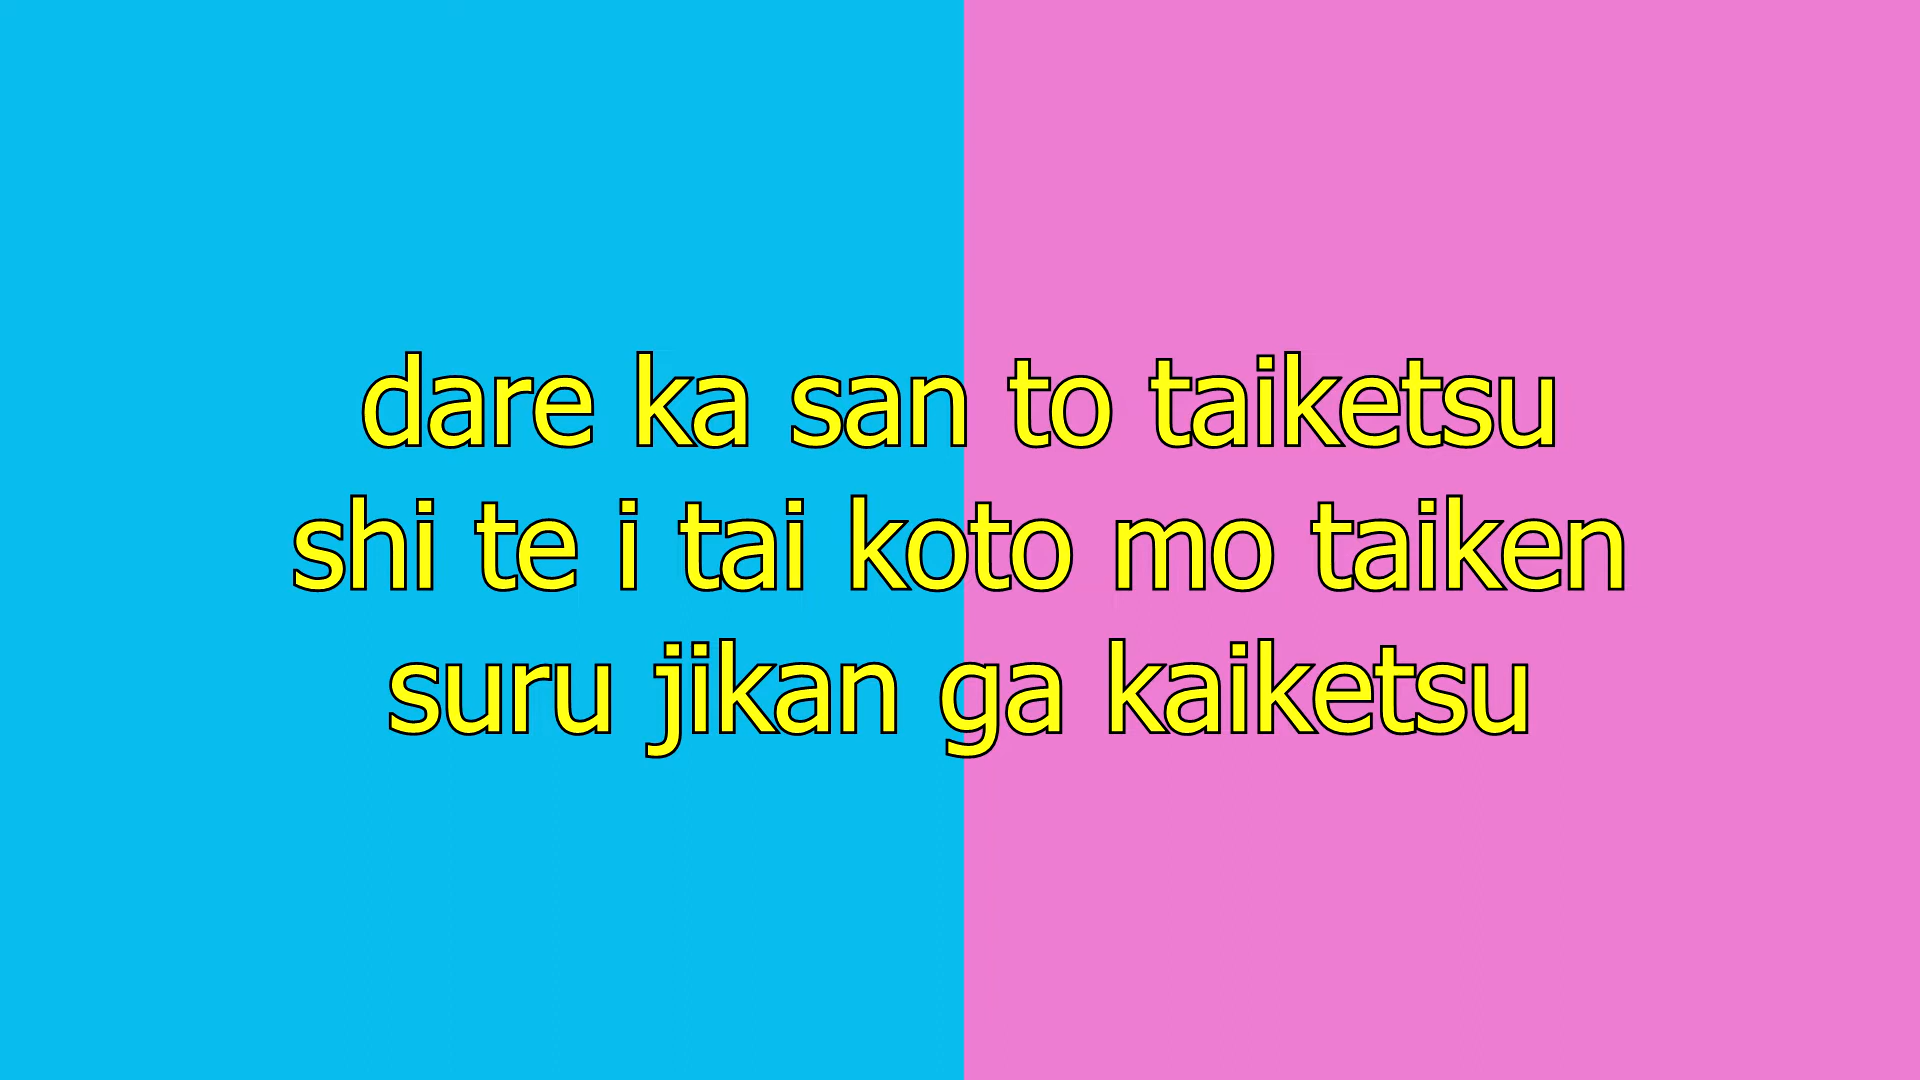 dare ka san to taiketsu
shi te i tai koto mo taiken
suru jikan ga kaiketsu